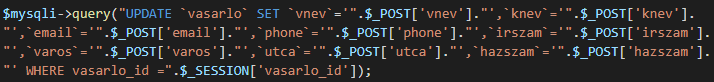 $mysqli->query("UPDATE `vasarlo` SET `vnev`='".$_POST['vnev']."',`knev`='".$_POST['knev'].
"',`email`='".$_POST['email']."',`phone`='".$_POST['phone']."',`irszam`='".$_POST['irszam'].
"',`varos`='".$_POST['varos']."',`utca`='".$_POST['utca']."',`hazszam`='".$_POST['hazszam'].
"' WHERE vasarlo_id =".$_SESSION['vasarlo_id']);